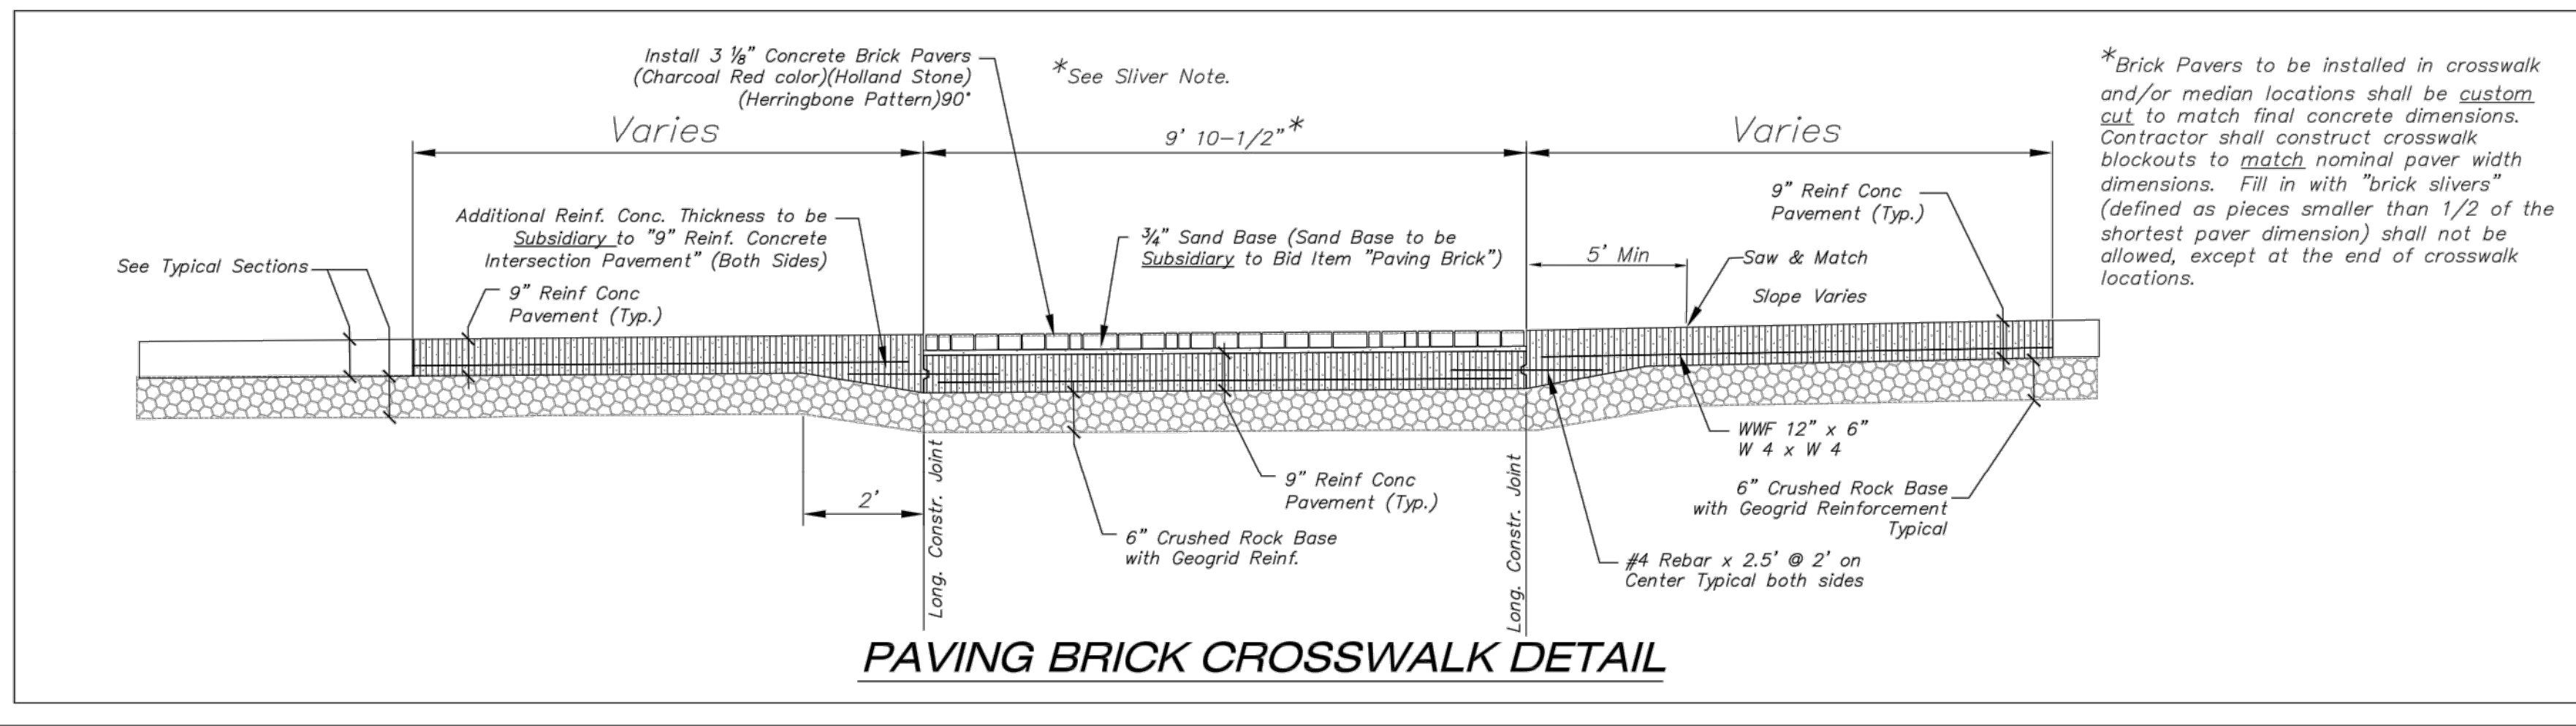 Install 3 ⅛" Concrete Brick Pavers
(Charcoal Red color)(Holland Stone)
(Herringbone Pattern)90°
*See Sliver Note.
*Brick Pavers to be installed in crosswalk
and/or median locations shall be custom
cut to match final concrete dimensions.
Contractor shall construct crosswalk
blockouts to match nominal paver width
dimensions. Fill in with "brick slivers"
(defined as pieces smaller than 1/2 of the
shortest paver dimension) shall not be
allowed, except at the end of crosswalk
locations.
Varies
9' 10-1/2"*
Varies
Additional Reinf. Conc. Thickness to be
Subsidiary to "9" Reinf. Concrete
Intersection Pavement" (Both Sides)
¾" Sand Base (Sand Base to be
Subsidiary to Bid Item "Paving Brick")
9" Reinf Conc
Pavement (Typ.)
5' Min
Saw & Match
Slope Varies
See Typical Sections
9" Reinf Conc
Pavement (Typ.)
WWF 12" x 6"
W 4 x W 4
2'
Long. Constr. Joint
9" Reinf Conc
Pavement (Typ.)
Long. Constr. Joint
6" Crushed Rock Base
with Geogrid Reinforcement
Typical
6" Crushed Rock Base
with Geogrid Reinf.
#4 Rebar x 2.5' @ 2' on
Center Typical both sides
PAVING BRICK CROSSWALK DETAIL